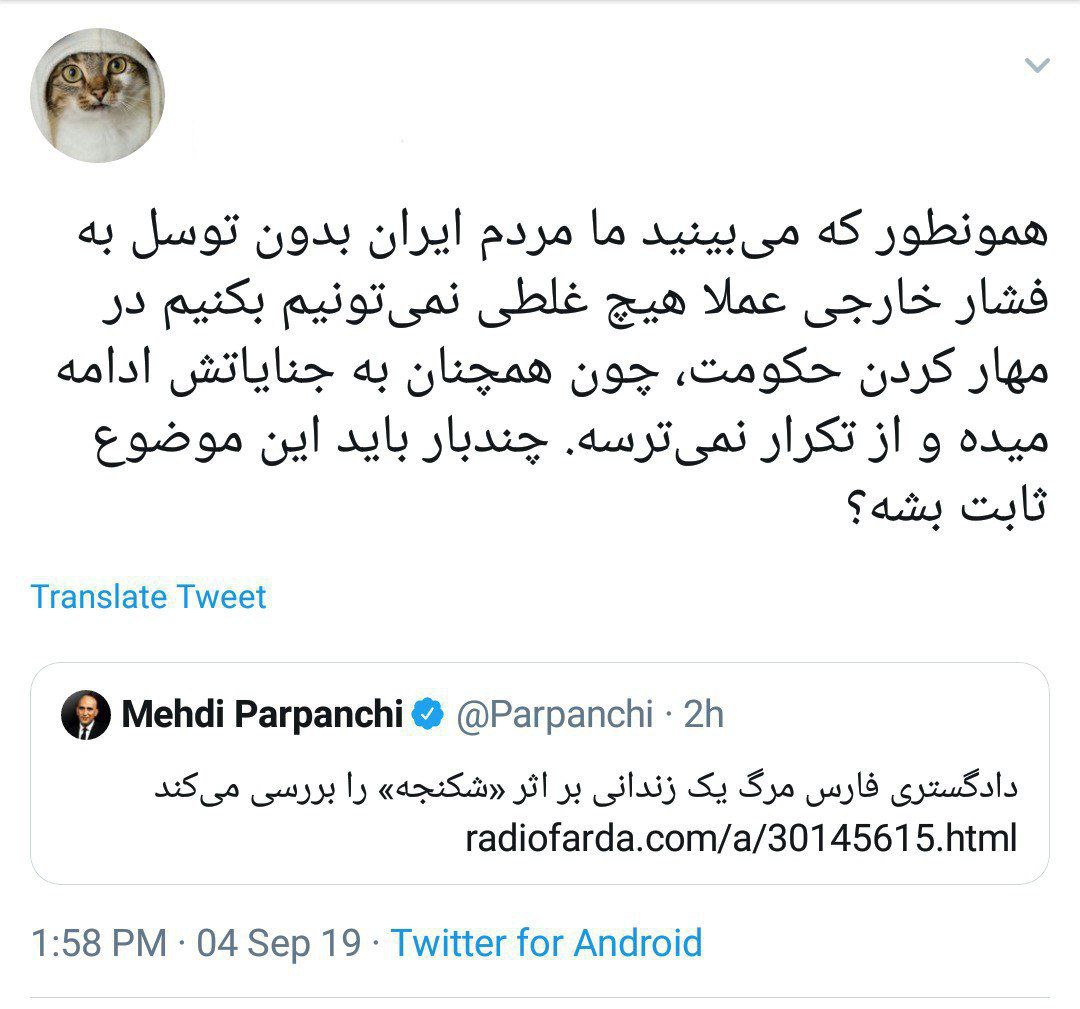 همونطور که می‌بینید ما مردم ایران بدون توسل به
فشار خارجی عملا هیچ غلطی نمی‌تونیم بکنیم در
مهار کردن حکومت، چون همچنان به جنایاتش ادامه
میده و از تکرار نمی‌ترسه. چندبار باید این موضوع
ثابت بشه؟
Translate Tweet
Mehdi Parpanchi @Parpanchi · 2h
دادگستری فارس مرگ یک زندانی بر اثر «شکنجه» را بررسی می‌کند
radiofarda.com/a/30145615.html
1:58 PM · 04 Sep 19 · Twitter for Android